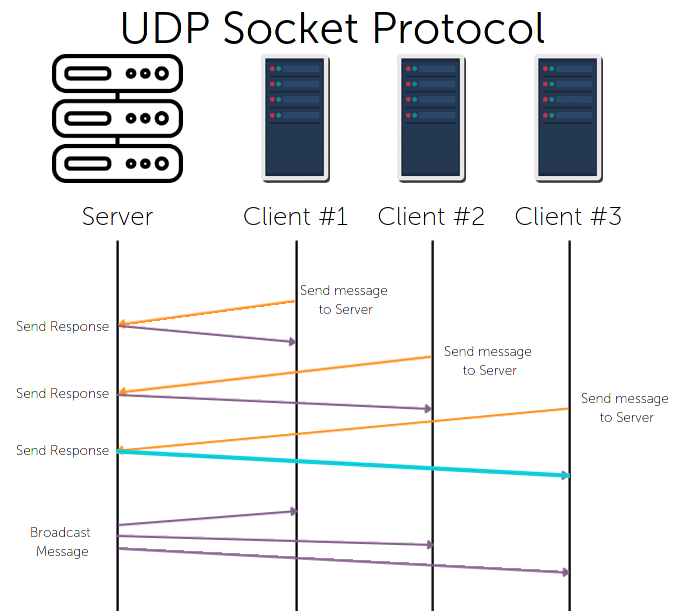 UDP Socket Protocol
Server
Client #1
Client #2
Client #3
Send message
to Server
Send Response
Send message
to Server
Send Response
Send message
to Server
Send Response
Broadcast
Message